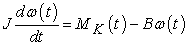 J dω(t)/dt = M_K(t) − Bω(t)